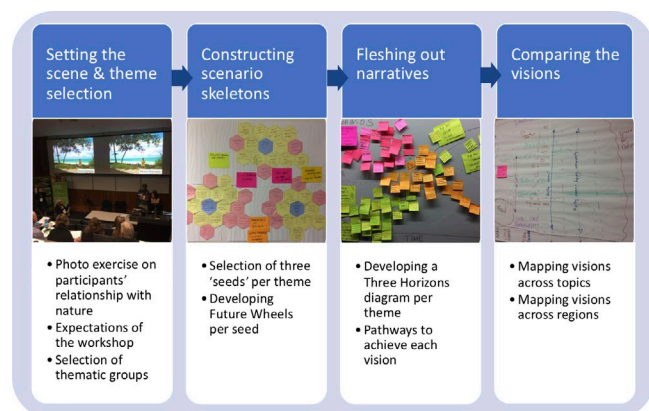 Setting the
scene & theme
selection
Constructing
scenario
skeletons
Fleshing out
narratives
Comparing the
visions
• Photo exercise on
participants'
relationship with
nature
• Expectations of
the workshop
• Selection of
thematic groups
• Selection of three
'seeds' per theme
• Developing
Future Wheels
per seed
• Developing a
Three Horizons
diagram per
theme
• Pathways to
achieve each
vision
• Mapping visions
across topics
• Mapping visions
across regions